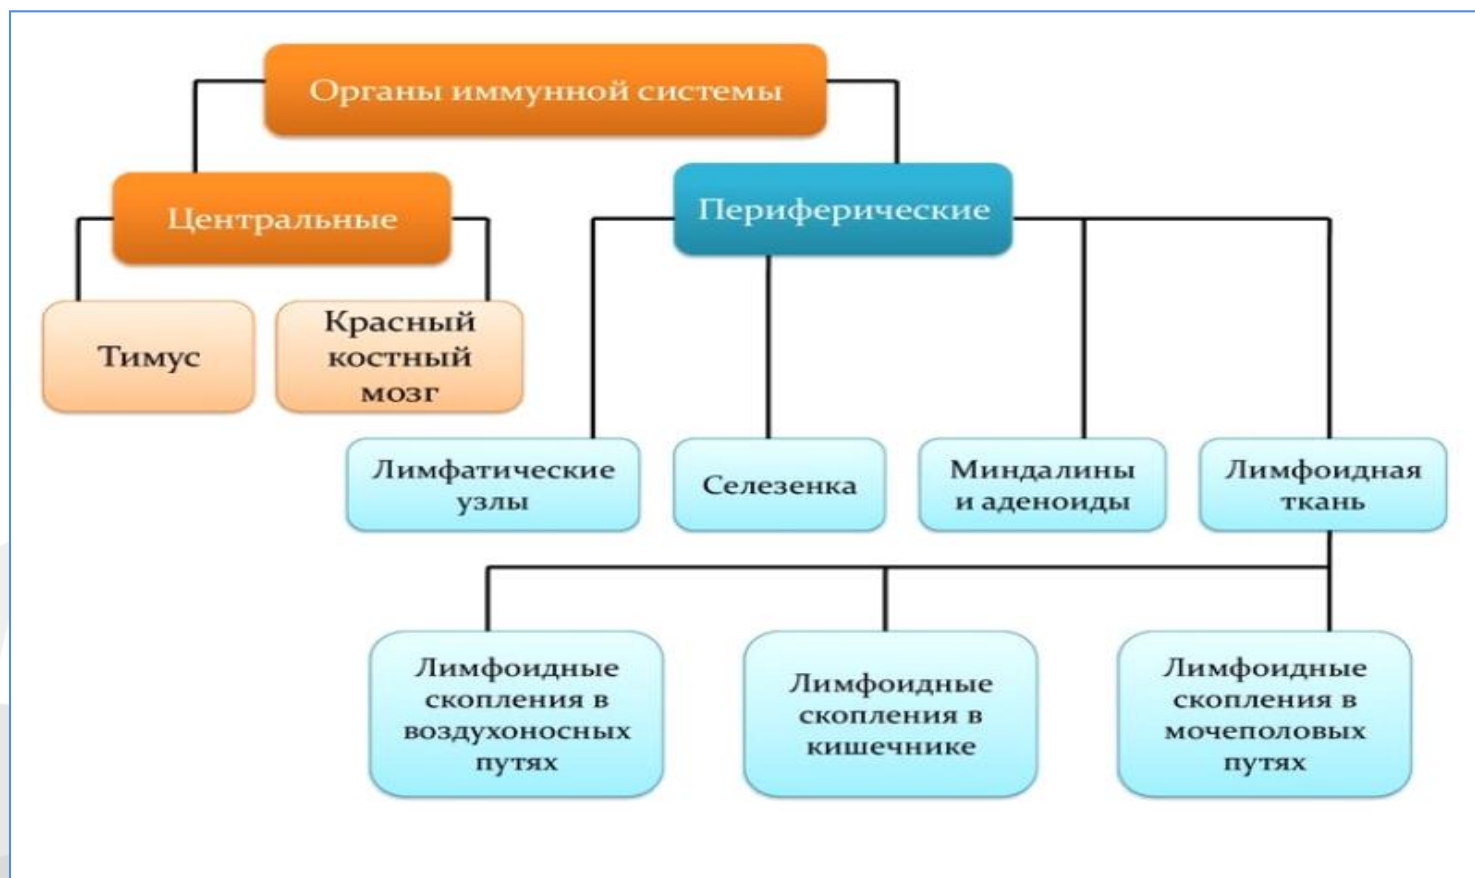 Органы иммунной системы
Центральные
Периферические
Тимус
Красный
костный
мозг
Лимфатические
узлы
Селезенка
Миндалины
и аденоиды
Лимфоидная
ткань
Лимфоидные
скопления в
воздухоносных
путях
Лимфоидные
скопления в
кишечнике
Лимфоидные
скопления в
мочеполовых
путях